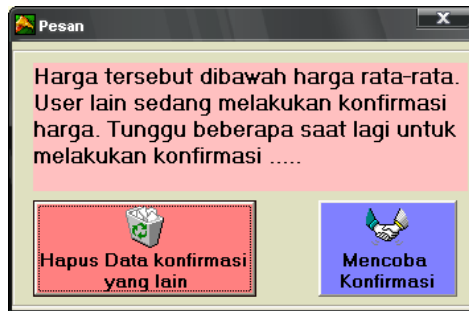 Pesan
Harga tersebut dibawah harga rata-rata.
User lain sedang melakukan konfirmasi
harga. Tunggu beberapa saat lagi untuk
melakukan konfirmasi .....
Hapus Data konfirmasi
yang lain
Mencoba
Konfirmasi